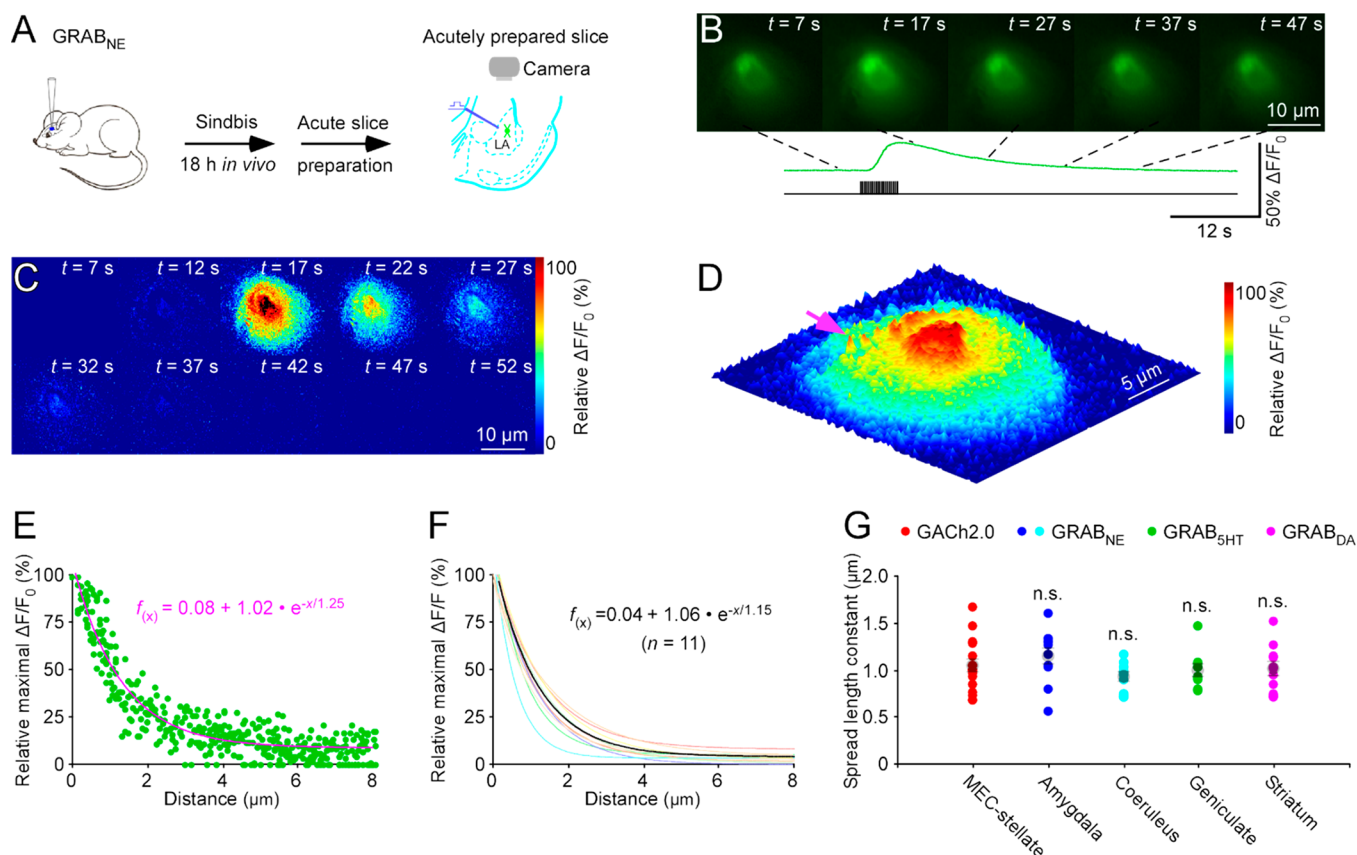 A
GRAB_NE
Sindbis
18 h in vivo
Acute slice
preparation
Acutely prepared slice
Camera
LA
B
t = 7 s
t = 17 s
t = 27 s
t = 37 s
t = 47 s
10 µm
50% ΔF/F0
12 s
C
t = 7 s
t = 12 s
t = 17 s
t = 22 s
t = 27 s
t = 32 s
t = 37 s
t = 42 s
t = 47 s
t = 52 s
10 µm
100
0
Relative ΔF/F0 (%)
D
5 µm
100
0
Relative ΔF/F0 (%)
E
Relative maximal ΔF/F0 (%)
100
75
50
25
0
f(x) = 0.08 + 1.02 • e-x/1.25
0
2
4
6
8
Distance (µm)
F
Relative maximal ΔF/F (%)
100
75
50
25
0
f(x) = 0.04 + 1.06 • e-x/1.15
(n = 11)
0
2
4
6
8
Distance (µm)
G
GACh2.0
GRAB_NE
GRAB_5HT
GRAB_DA
Spread length constant (µm)
2.0
1.5
1.0
0.5
0
n.s.
n.s.
n.s.
n.s.
MEC-stellate
Amygdala
Coeruleus
Geniculate
Striatum